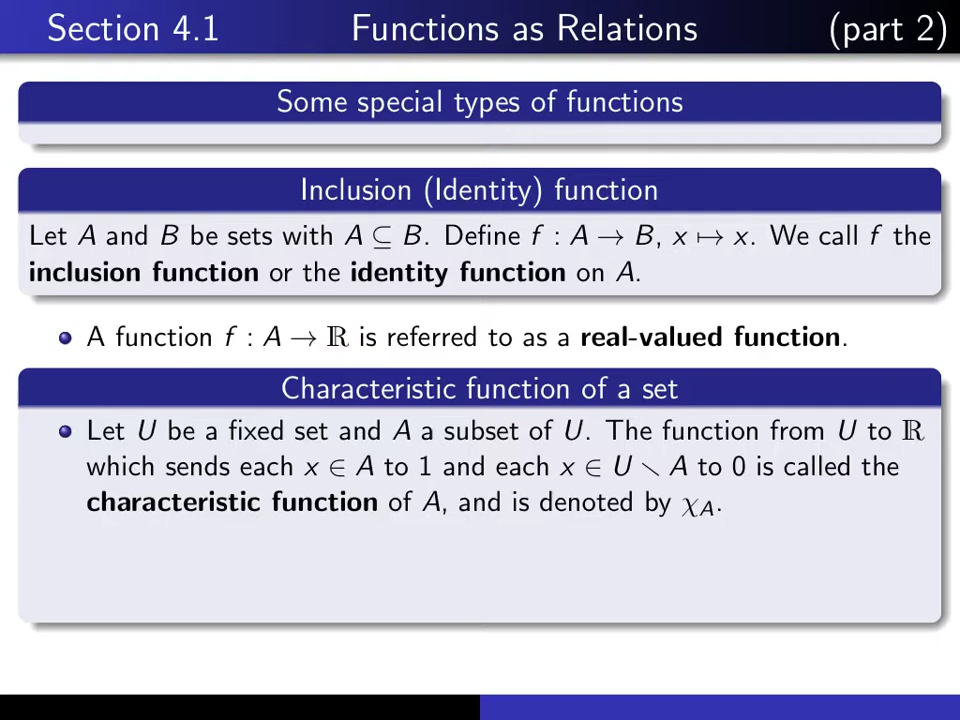 Section 4.1 Functions as Relations (part 2)
Some special types of functions
Inclusion (Identity) function
Let A and B be sets with A ⊆ B. Define f : A → B, x ↦ x. We call f the
inclusion function or the identity function on A.
A function f : A → ℝ is referred to as a real-valued function.
Characteristic function of a set
Let U be a fixed set and A a subset of U. The function from U to ℝ
which sends each x ∈ A to 1 and each x ∈ U ∖ A to 0 is called the
characteristic function of A, and is denoted by χ_A.